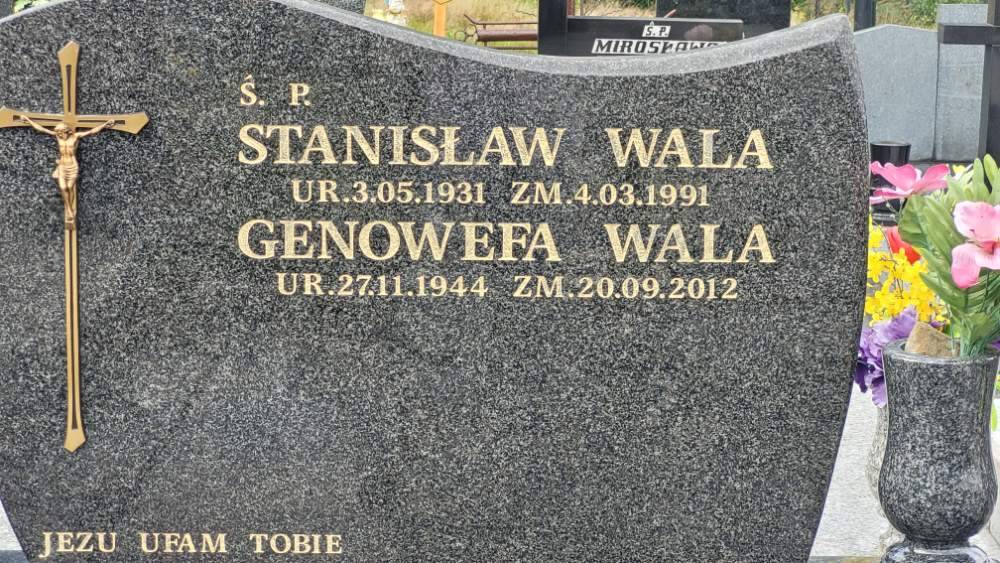 Ś. P.
MIROSŁAW
Ś. P.
STANISŁAW WALA
UR.3.05.1931 ZM.4.03.1991
GENOWEFA WALA
UR.27.11.1944 ZM.20.09.2012
JEZU UFAM TOBIE